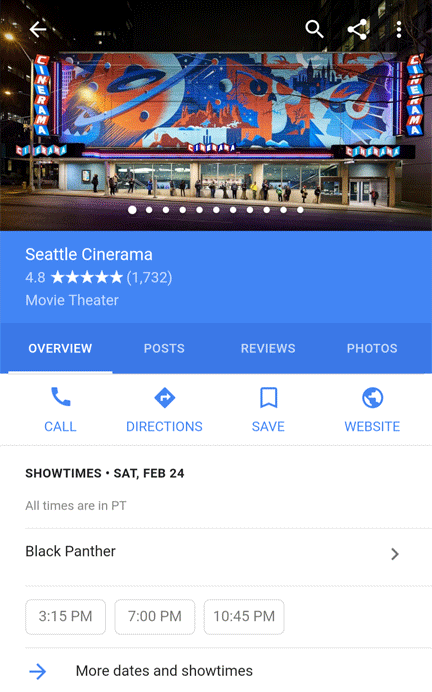 CINERAMA
CINERAMA
CINERAMA
CINERAMA
CINERAMA
Seattle Cinerama
4.8 ★★★★★ (1,732)
Movie Theater
OVERVIEW POSTS REVIEWS PHOTOS
CALL DIRECTIONS SAVE WEBSITE
SHOWTIMES • SAT, FEB 24
All times are in PT
Black Panther
3:15 PM 7:00 PM 10:45 PM
More dates and showtimes